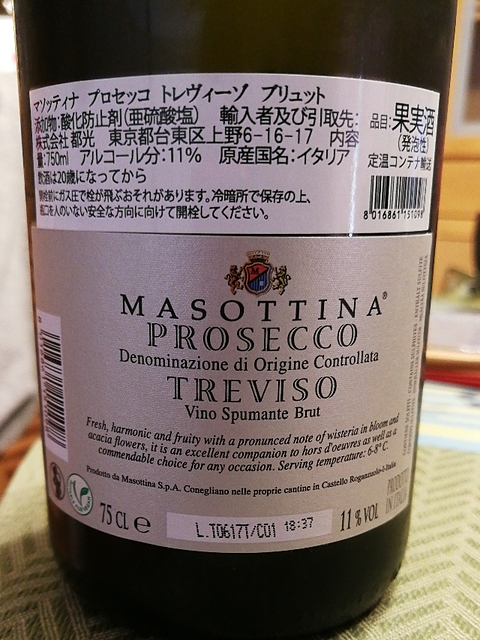 マソッティナ プロセッコ トレヴィーゾ ブリュット
添加物:酸化防止剤(亜硫酸塩) 輸入者及び引取先:
株式会社 都光 東京都台東区上野6-16-17 内容
量:750ml アルコール分:11% 原産国名:イタリア
飲酒は20歳になってから
開栓前にガス圧で栓が飛ぶおそれがあります。冷暗所で保存の上、
瓶口を人のいない安全な方向に向けて開栓してください。
品目:果実酒
(発泡性)
定温コンテナ輸送
8 016861 151098
MASOTTINA®
PROSECCO
Denominazione di Origine Controllata
TREVISO
Vino Spumante Brut
Fresh, harmonic and fruity with a pronounced note of wisteria in bloom and
acacia flowers, it is an excellent companion to hors d'oeuvres as well as a
commendable choice for any occasion. Serving temperature: 6-8° C.
Prodotto da Masottina S.p.A. Conegliano nelle proprie cantine in Castello Roganzuolo-I-Italia
75 CL e
L.T0617T/C01 18:37
11 % VOL